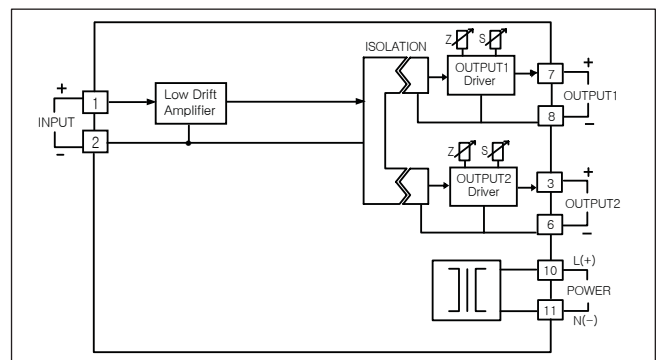 ISOLATION
Z S
OUTPUT1
Driver
+
7
OUTPUT1
8
−
+
1
INPUT
2
−
Low Drift
Amplifier
Z S
OUTPUT2
Driver
+
3
OUTPUT2
6
−
10
L(+)
POWER
11
N(−)